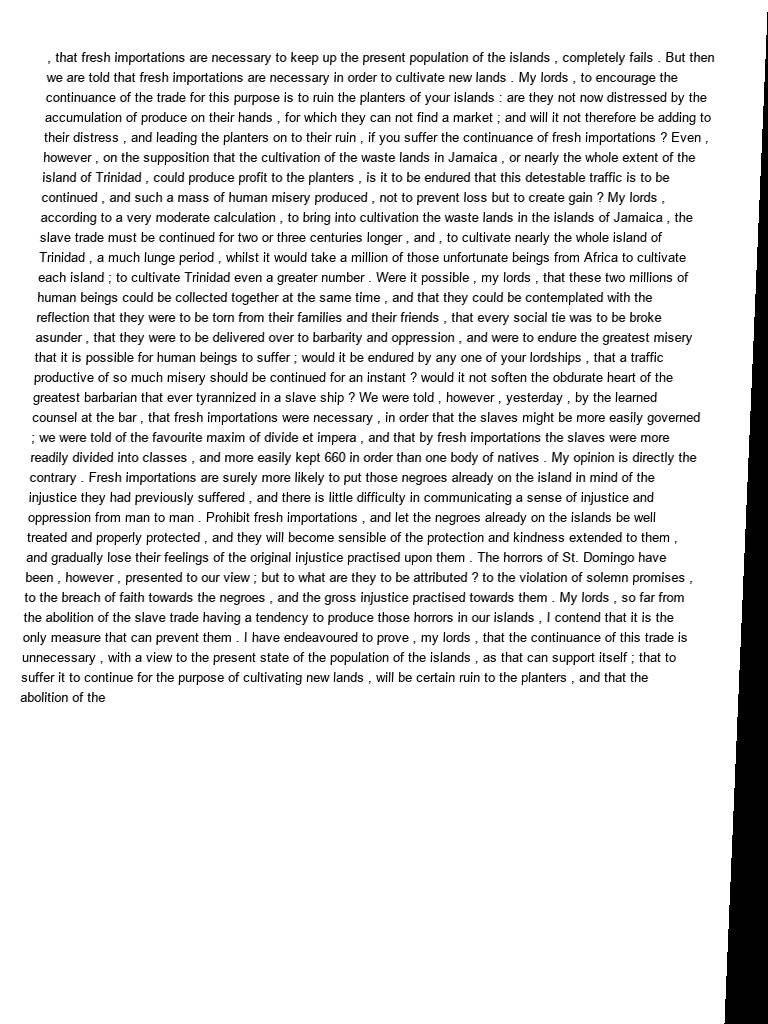 , that fresh importations are necessary to keep up the present population of the islands , completely fails . But then
we are told that fresh importations are necessary in order to cultivate new lands . My lords , to encourage the
continuance of the trade for this purpose is to ruin the planters of your islands : are they not now distressed by the
accumulation of produce on their hands , for which they can not find a market ; and will it not therefore be adding to
their distress , and leading the planters on to their ruin , if you suffer the continuance of fresh importations ? Even ,
however , on the supposition that the cultivation of the waste lands in Jamaica , or nearly the whole extent of the
island of Trinidad , could produce profit to the planters , is it to be endured that this detestable traffic is to be
continued , and such a mass of human misery produced , not to prevent loss but to create gain ? My lords ,
according to a very moderate calculation , to bring into cultivation the waste lands in the islands of Jamaica , the
slave trade must be continued for two or three centuries longer , and , to cultivate nearly the whole island of
Trinidad , a much lunge period , whilst it would take a million of those unfortunate beings from Africa to cultivate
each island ; to cultivate Trinidad even a greater number . Were it possible , my lords , that these two millions of
human beings could be collected together at the same time , and that they could be contemplated with the
reflection that they were to be torn from their families and their friends , that every social tie was to be broke
asunder , that they were to be delivered over to barbarity and oppression , and were to endure the greatest misery
that it is possible for human beings to suffer ; would it be endured by any one of your lordships , that a traffic
productive of so much misery should be continued for an instant ? would it not soften the obdurate heart of the
greatest barbarian that ever tyrannized in a slave ship ? We were told , however , yesterday , by the learned
counsel at the bar , that fresh importations were necessary , in order that the slaves might be more easily governed
; we were told of the favourite maxim of divide et impera , and that by fresh importations the slaves were more
readily divided into classes , and more easily kept 660 in order than one body of natives . My opinion is directly the
contrary . Fresh importations are surely more likely to put those negroes already on the island in mind of the
injustice they had previously suffered , and there is little difficulty in communicating a sense of injustice and
oppression from man to man . Prohibit fresh importations , and let the negroes already on the islands be well
treated and properly protected , and they will become sensible of the protection and kindness extended to them ,
and gradually lose their feelings of the original injustice practised upon them . The horrors of St. Domingo have
been , however , presented to our view ; but to what are they to be attributed ? to the violation of solemn promises ,
to the breach of faith towards the negroes , and the gross injustice practised towards them . My lords , so far from
the abolition of the slave trade having a tendency to produce those horrors in our islands , I contend that it is the
only measure that can prevent them . I have endeavoured to prove , my lords , that the continuance of this trade is
unnecessary , with a view to the present state of the population of the islands , as that can support itself ; that to
suffer it to continue for the purpose of cultivating new lands , will be certain ruin to the planters , and that the
abolition of the